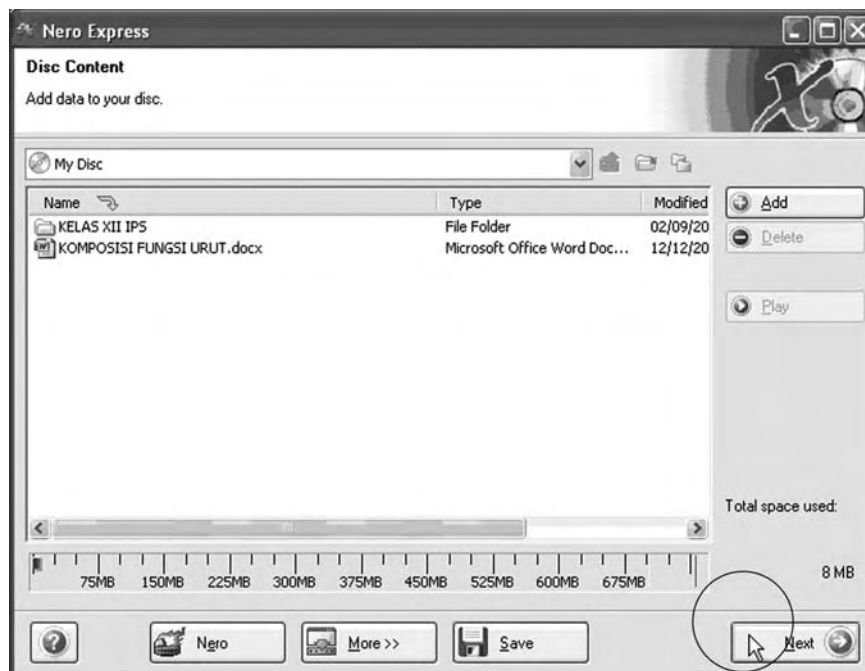 Nero Express
Disc Content
Add data to your disc.
My Disc
Name Type Modified
KELAS XII IPS File Folder 02/09/20
KOMPOSISI FUNGSI URUT.docx Microsoft Office Word Doc... 12/12/20
Add
Delete
Play
Total space used:
8 MB
75MB 150MB 225MB 300MB 375MB 450MB 525MB 600MB 675MB
Nero More >> Save Next